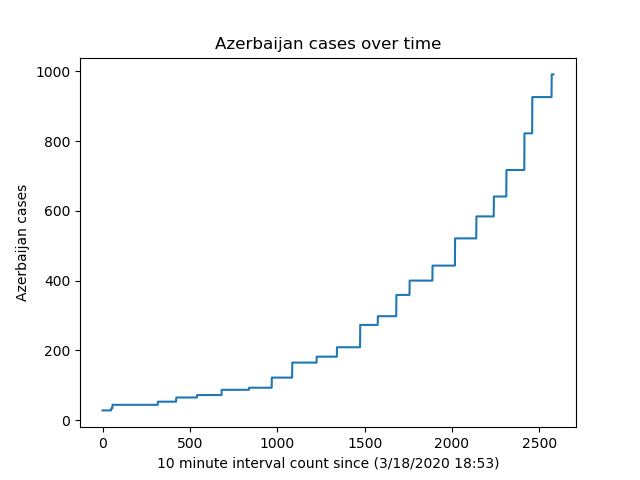 Azerbaijan cases over time
Azerbaijan cases
1000
800
600
400
200
0
0 500 1000 1500 2000 2500
10 minute interval count since (3/18/2020 18:53)